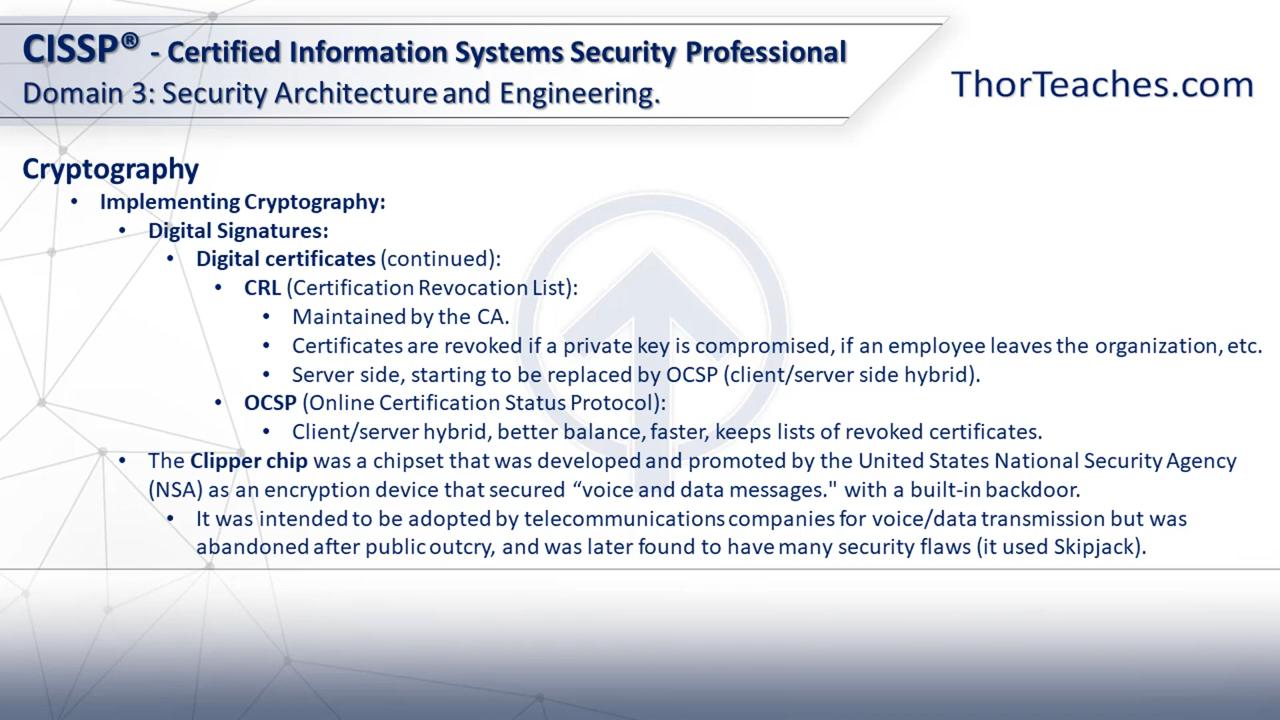 CISSP® - Certified Information Systems Security Professional
Domain 3: Security Architecture and Engineering.
ThorTeaches.com
Cryptography
• Implementing Cryptography:
• Digital Signatures:
• Digital certificates (continued):
• CRL (Certification Revocation List):
• Maintained by the CA.
• Certificates are revoked if a private key is compromised, if an employee leaves the organization, etc.
• Server side, starting to be replaced by OCSP (client/server side hybrid).
• OCSP (Online Certification Status Protocol):
• Client/server hybrid, better balance, faster, keeps lists of revoked certificates.
• The Clipper chip was a chipset that was developed and promoted by the United States National Security Agency
(NSA) as an encryption device that secured “voice and data messages." with a built-in backdoor.
• It was intended to be adopted by telecommunications companies for voice/data transmission but was
abandoned after public outcry, and was later found to have many security flaws (it used Skipjack).